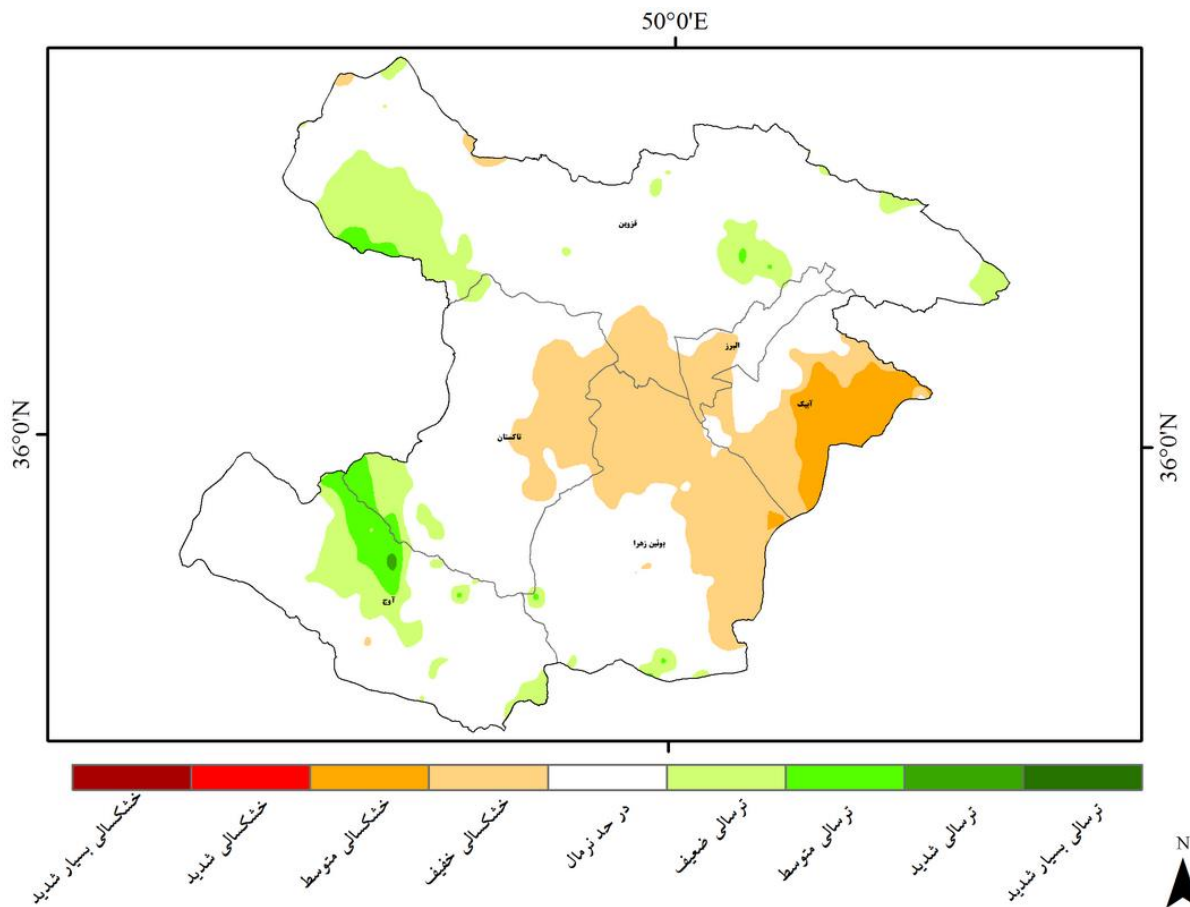 50°0'E
قزوین
البرز
آبیک
تاکستان
36°0'N
36°0'N
بوئین زهرا
آوج
خشکسالی بسیار شدید
خشکسالی شدید
خشکسالی متوسط
خشکسالی خفیف
در حد نرمال
ترسالی ضعیف
ترسالی متوسط
ترسالی شدید
ترسالی بسیار شدید
N